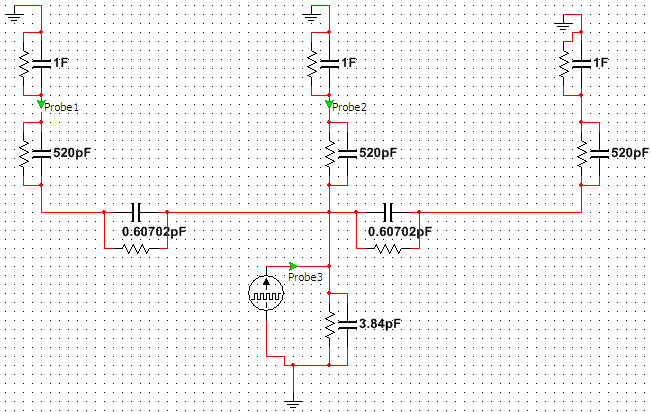 1F
1F
1F
Probe1
Probe2
520pF
520pF
520pF
0.60702pF
0.60702pF
Probe3
3.84pF